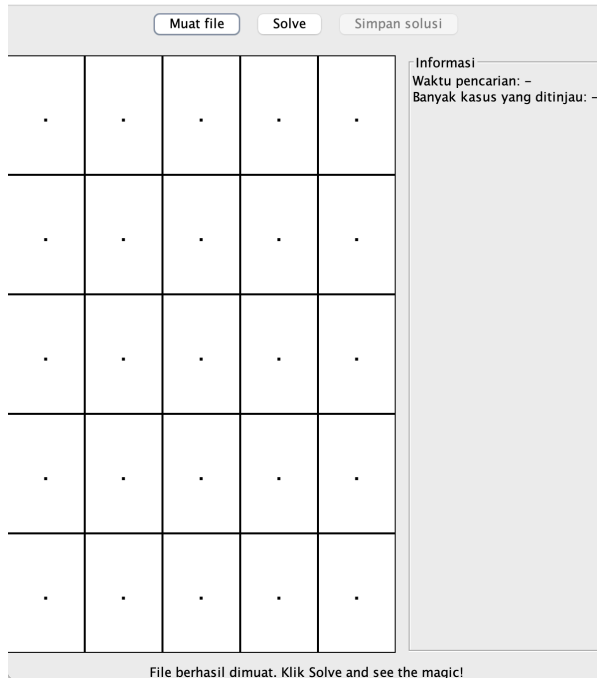 Muat file Solve Simpan solusi
Informasi
Waktu pencarian: –
Banyak kasus yang ditinjau: –
. . . . .
. . . . .
. . . . .
. . . . .
. . . . .
File berhasil dimuat. Klik Solve and see the magic!